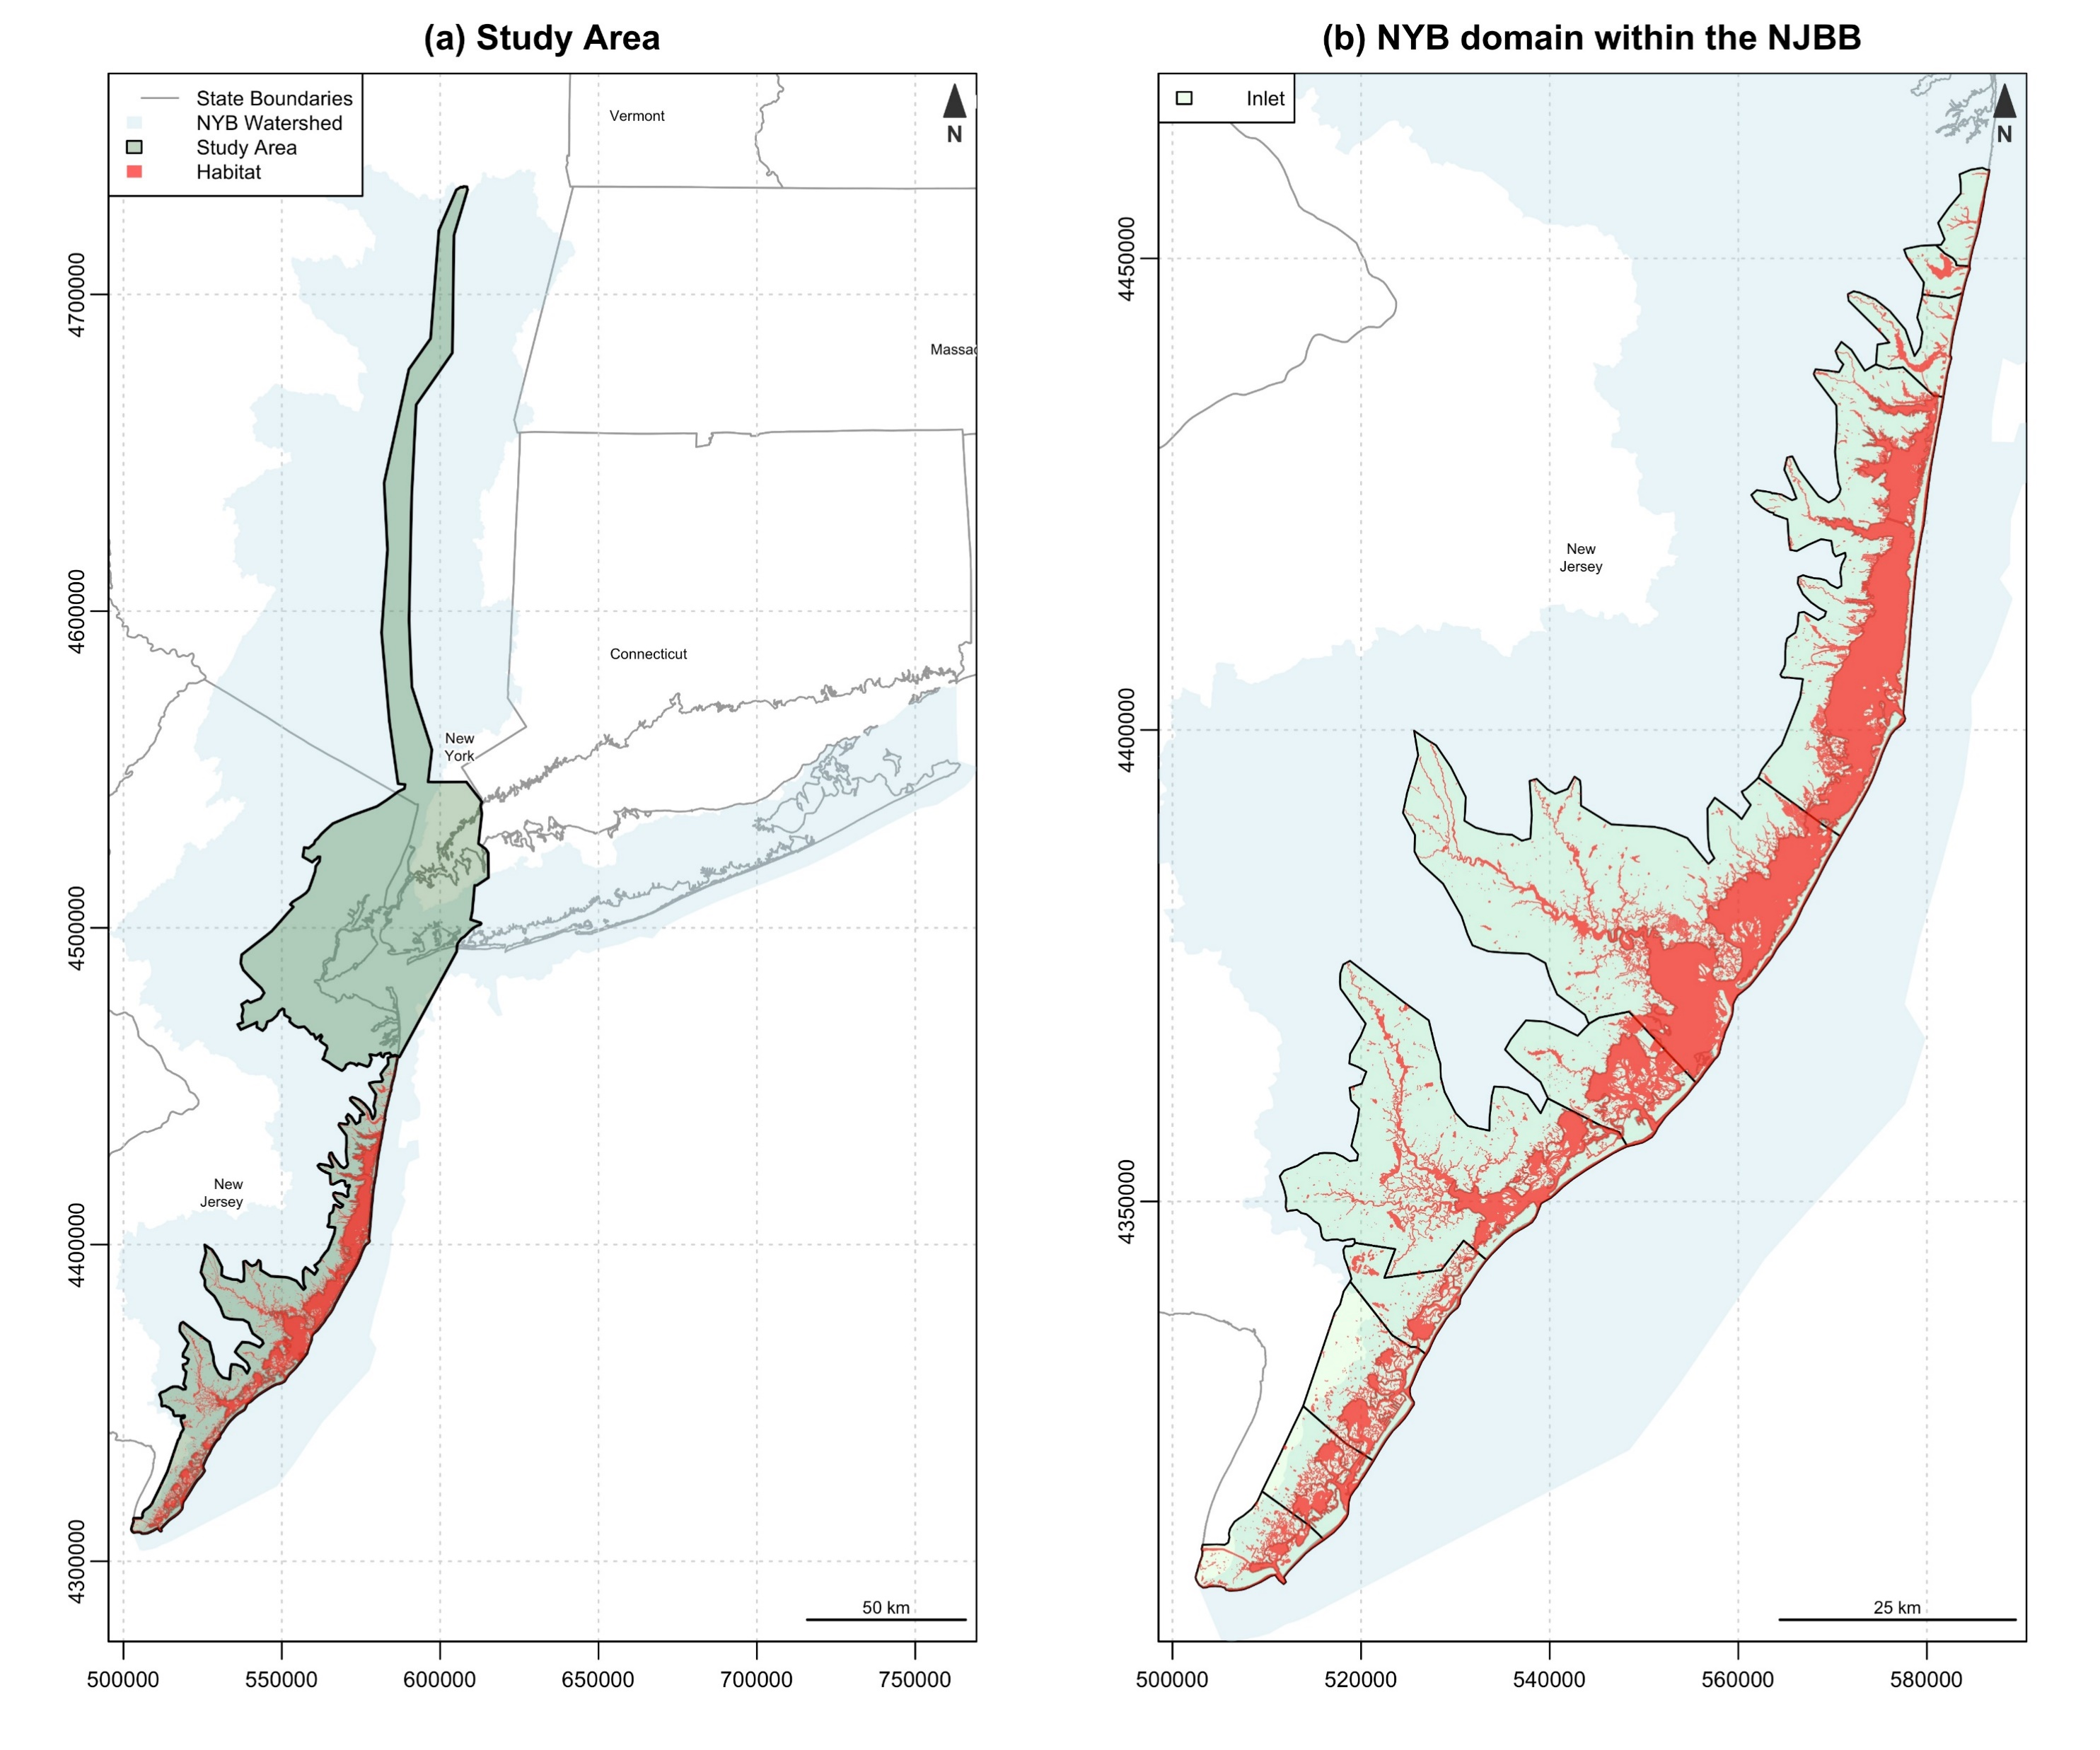 (a) Study Area
State Boundaries
NYB Watershed
Study Area
Habitat
Vermont
N
Massac
Connecticut
New
York
New
Jersey
50 km
4700000
4600000
4500000
4400000
4300000
500000
550000
600000
650000
700000
750000
(b) NYB domain within the NJBB
Inlet
N
New
Jersey
25 km
4450000
4400000
4350000
500000
520000
540000
560000
580000